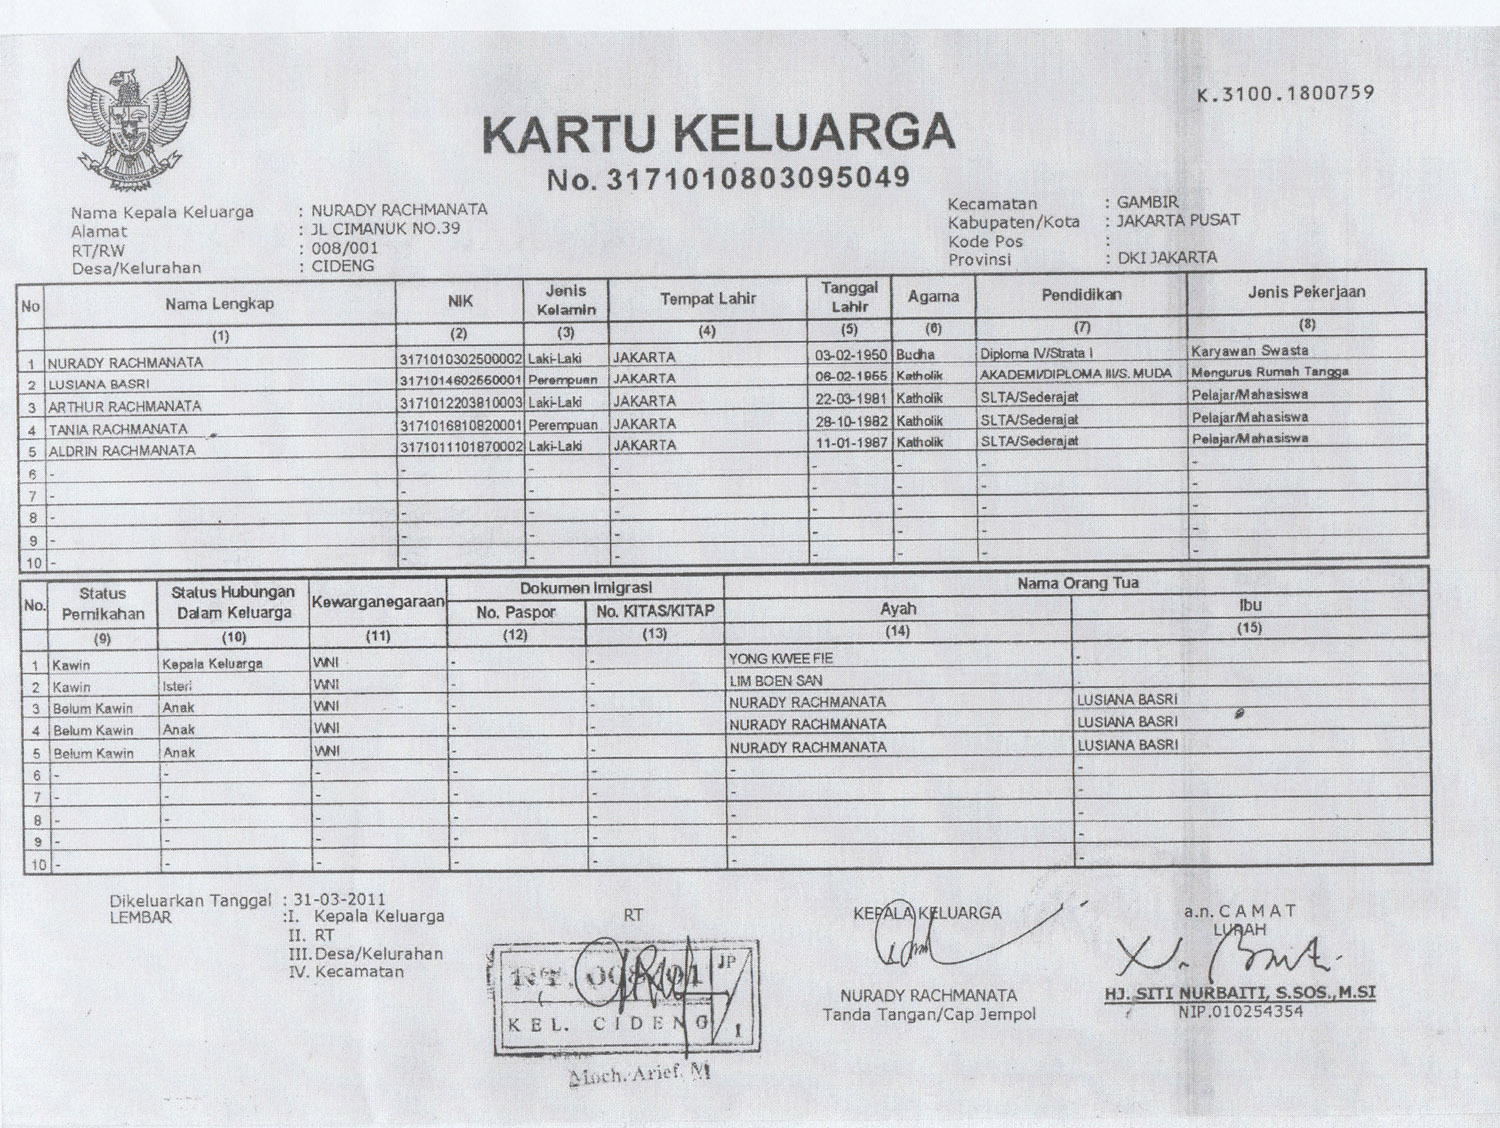 K.3100.1800759
KARTU KELUARGA
No. 3171010803095049
Nama Kepala Keluarga : NURADY RACHMANATA
Alamat : JL CIMANUK NO.39
RT/RW : 008/001
Desa/Kelurahan : CIDENG
Kecamatan : GAMBIR
Kabupaten/Kota : JAKARTA PUSAT
Kode Pos :
Provinsi : DKI JAKARTA
No Nama Lengkap NIK Jenis Kelamin Tempat Lahir Tanggal Lahir Agama Pendidikan Jenis Pekerjaan
(1) (2) (3) (4) (5) (6) (7) (8)
1 NURADY RACHMANATA 3171010302500002 Laki-Laki JAKARTA 03-02-1950 Budha Diploma IV/Strata I Karyawan Swasta
2 LUSIANA BASRI 3171014602550001 Perempuan JAKARTA 06-02-1955 Katholik AKADEMI/DIPLOMA III/S. MUDA Mengurus Rumah Tangga
3 ARTHUR RACHMANATA 3171012203810003 Laki-Laki JAKARTA 22-03-1981 Katholik SLTA/Sederajat Pelajar/Mahasiswa
4 TANIA RACHMANATA 3171016810820001 Perempuan JAKARTA 28-10-1982 Katholik SLTA/Sederajat Pelajar/Mahasiswa
5 ALDRIN RACHMANATA 3171011101870002 Laki-Laki JAKARTA 11-01-1987 Katholik SLTA/Sederajat Pelajar/Mahasiswa
6 - - - - - - - -
7 - - - - - - - -
8 - - - - - - - -
9 - - - - - - - -
10 - - - - - - - -
No. Status Pernikahan Status Hubungan Dalam Keluarga Kewarganegaraan Dokumen Imigrasi Nama Orang Tua
No. Paspor No. KITAS/KITAP Ayah Ibu
(9) (10) (11) (12) (13) (14) (15)
1 Kawin Kepala Keluarga WNI - - YONG KWEE FIE -
2 Kawin Isteri WNI - - LIM BOEN SAN -
3 Belum Kawin Anak WNI - - NURADY RACHMANATA LUSIANA BASRI
4 Belum Kawin Anak WNI - - NURADY RACHMANATA LUSIANA BASRI
5 Belum Kawin Anak WNI - - NURADY RACHMANATA LUSIANA BASRI
6 - - - - - - -
7 - - - - - - -
8 - - - - - - -
9 - - - - - - -
10 - - - - - - -
Dikeluarkan Tanggal : 31-03-2011
LEMBAR :I. Kepala Keluarga
II. RT
III. Desa/Kelurahan
IV. Kecamatan
RT
KEL. CIDENG
JP
1
Moch. Arief. M
KEPALA KELUARGA
NURADY RACHMANATA
Tanda Tangan/Cap Jempol
a.n. C A M A T
LURAH
HJ. SITI NURBAITI, S.SOS.,M.SI
NIP.010254354